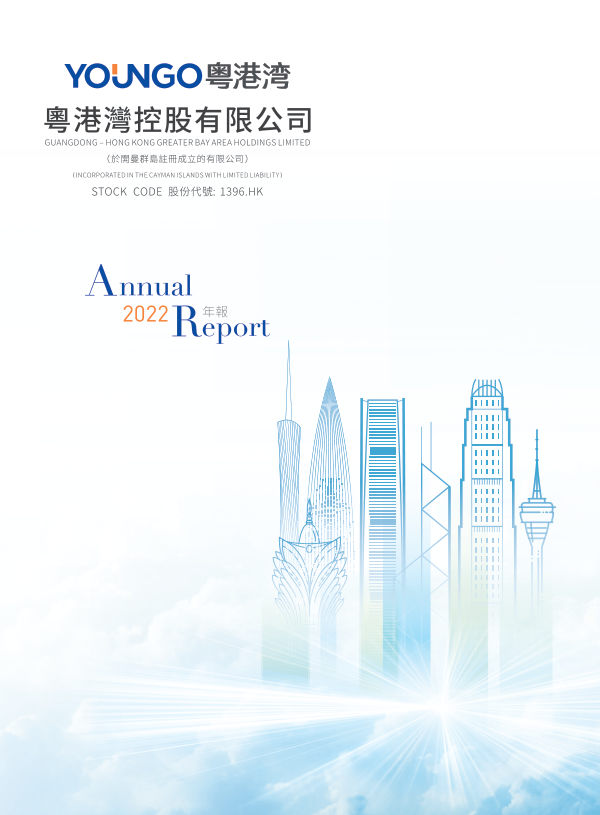 YOUNGO粤港湾
粵港灣控股有限公司
GUANGDONG – HONG KONG GREATER BAY AREA HOLDINGS LIMITED
（於開曼群島註冊成立的有限公司）
(INCORPORATED IN THE CAYMAN ISLANDS WITH LIMITED LIABILITY)
STOCK CODE 股份代號: 1396.HK
Annual
2022 Report 年報